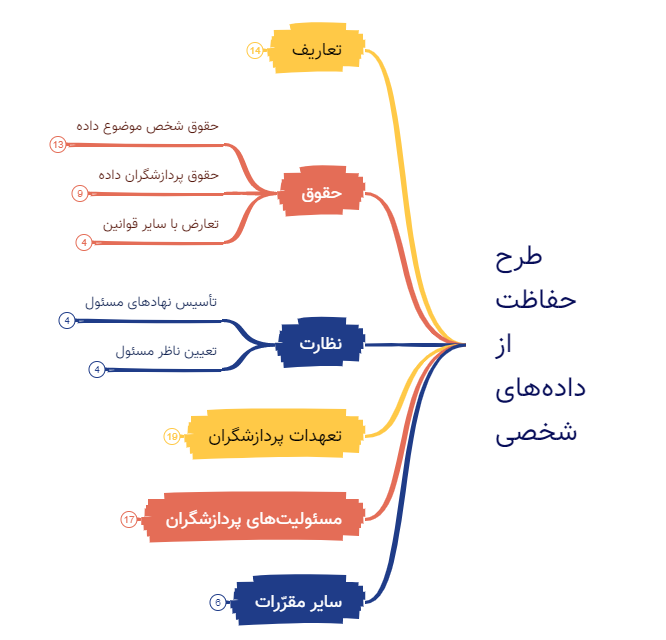 طرح
حفاظت
از
داده‌های
شخصی
تعاریف
14
حقوق
حقوق شخص موضوع داده
13
حقوق پردازشگران داده
9
تعارض با سایر قوانین
4
نظارت
تأسیس نهادهای مسئول
4
تعیین ناظر مسئول
4
تعهدات پردازشگران
19
مسئولیت‌های پردازشگران
17
سایر مقرّرات
6